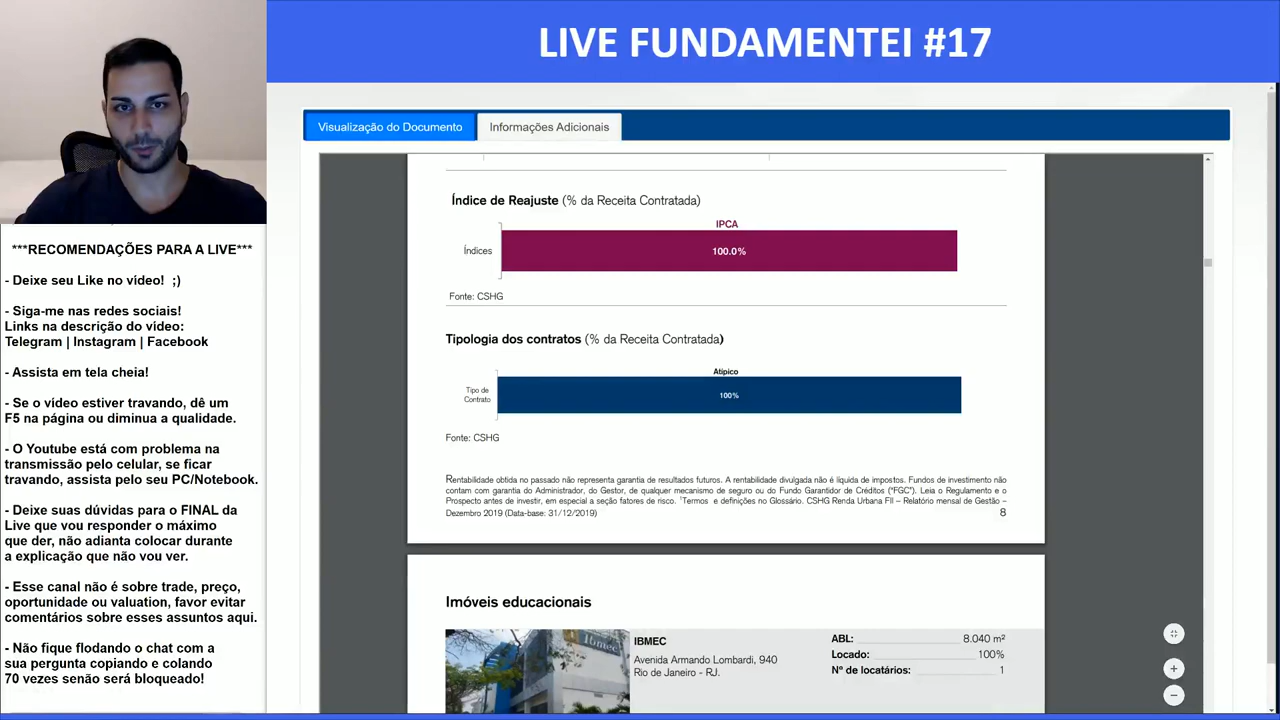 LIVE FUNDAMENTEI #17
***RECOMENDAÇÕES PARA A LIVE***
- Deixe seu Like no vídeo!  ;)
- Siga-me nas redes sociais!
Links na descrição do vídeo:
Telegram | Instagram | Facebook
- Assista em tela cheia!
- Se o vídeo estiver travando, dê um
F5 na página ou diminua a qualidade.
- O Youtube está com problema na
transmissão pelo celular, se ficar
travando, assista pelo seu PC/Notebook.
- Deixe suas dúvidas para o FINAL da
Live que vou responder o máximo
que der, não adianta colocar durante
a explicação que não vou ver.
- Esse canal não é sobre trade, preço,
oportunidade ou valuation, favor evitar
comentários sobre esses assuntos aqui.
- Não fique flodando o chat com a
sua pergunta copiando e colando
70 vezes senão será bloqueado!
Visualização do Documento
Informações Adicionais
Índice de Reajuste (% da Receita Contratada)
IPCA
Índices
100.0%
Fonte: CSHG
Tipologia dos contratos (% da Receita Contratada)
Atípico
Tipo de
Contrato
100%
Fonte: CSHG
Rentabilidade obtida no passado não representa garantia de resultados futuros. A rentabilidade divulgada não é líquida de impostos. Fundos de investimento não
contam com garantia do Administrador, do Gestor, de qualquer mecanismo de seguro ou do Fundo Garantidor de Créditos ("FGC"). Leia o Regulamento e o
Prospecto antes de investir, em especial a seção fatores de risco. ¹Termos e definições no Glossário. CSHG Renda Urbana FII – Relatório mensal de Gestão –
Dezembro 2019 (Data-base: 31/12/2019)
8
Imóveis educacionais
Ibmec
IBMEC
Avenida Armando Lombardi, 940
Rio de Janeiro - RJ.
ABL: 8.040 m²
Locado: 100%
Nº de locatários: 1